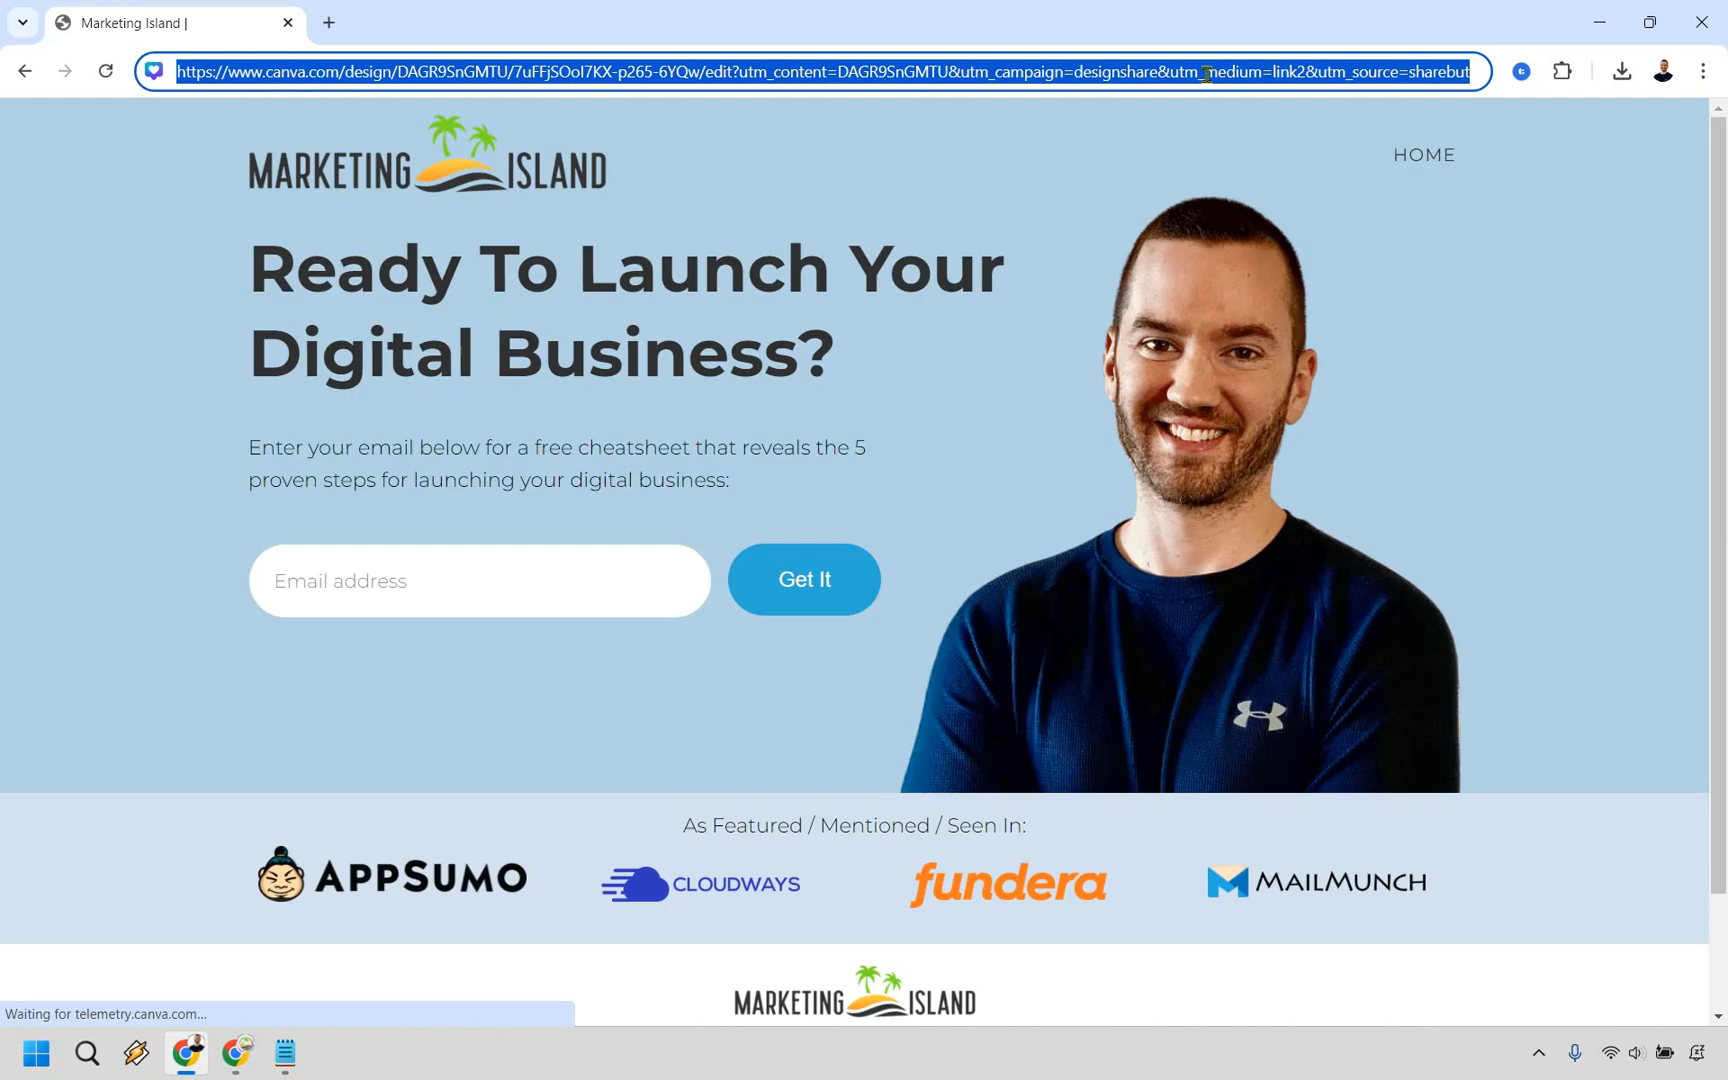 Marketing Island |
https://www.canva.com/design/DAGR9SnGMTU/7uFFjSOoI7KX-p265-6YQw/edit?utm_content=DAGR9SnGMTU&utm_campaign=designshare&utm_medium=link2&utm_source=sharebut
MARKETING ISLAND
HOME
Ready To Launch Your
Digital Business?
Enter your email below for a free cheatsheet that reveals the 5
proven steps for launching your digital business:
Email address
Get It
As Featured / Mentioned / Seen In:
APPSUMO
CLOUDWAYS
fundera
MAILMUNCH
MARKETING ISLAND
Waiting for telemetry.canva.com...